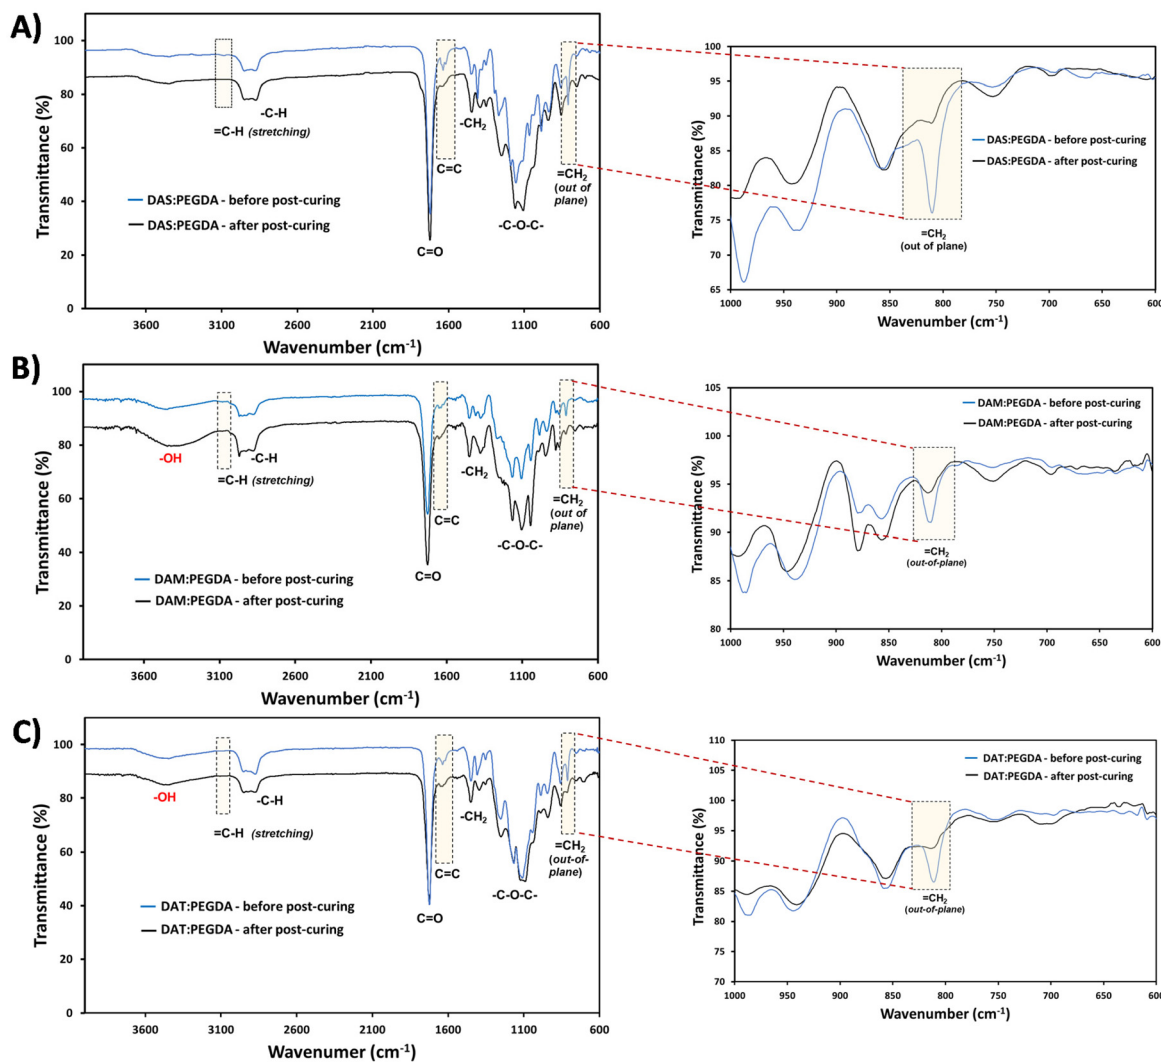 A)
Transmittance (%)
100
80
60
40
20
0
=C-H (stretching)
-C-H
C=O
C=C
-CH2
-C-O-C-
=CH2
(out of
plane)
DAS:PEGDA - before post-curing
DAS:PEGDA - after post-curing
3600 3100 2600 2100 1600 1100 600
Wavenumber (cm-1)
Transmittance (%)
100
95
90
85
80
75
70
65
DAS:PEGDA - before post-curing
DAS:PEGDA - after post-curing
=CH2
(out of plane)
1000 950 900 850 800 750 700 650 600
Wavenumber (cm-1)
B)
Transmittance (%)
100
80
60
40
20
0
-OH
=C-H (stretching)
-C-H
C=O
C=C
-CH2
-C-O-C-
=CH2
(out of
plane)
DAM:PEGDA - before post-curing
DAM:PEGDA - after post-curing
3600 3100 2600 2100 1600 1100 600
Wavenumber (cm-1)
Transmittance (%)
105
100
95
90
85
80
DAM:PEGDA - before post-curing
DAM:PEGDA - after post-curing
=CH2
(out-of-plane)
1000 950 900 850 800 750 700 650 600
Wavenumber (cm-1)
C)
Transmittance (%)
100
80
60
40
20
0
-OH
=C-H (stretching)
-C-H
C=O
C=C
-CH2
-C-O-C-
=CH2
(out-of-
plane)
DAT:PEGDA - before post-curing
DAT:PEGDA - after post-curing
3600 3100 2600 2100 1600 1100 600
Wavenumer (cm-1)
Transmittance (%)
110
105
100
95
90
85
80
75
70
DAT:PEGDA - before post-curing
DAT:PEGDA - after post-curing
=CH2
(out-of-plane)
1000 950 900 850 800 750 700 650 600
Wavenumber (cm-1)